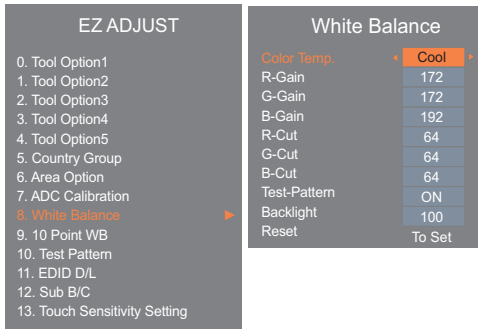 EZ ADJUST
0. Tool Option1
1. Tool Option2
2. Tool Option3
3. Tool Option4
4. Tool Option5
5. Country Group
6. Area Option
7. ADC Calibration
8. White Balance
9. 10 Point WB
10. Test Pattern
11. EDID D/L
12. Sub B/C
13. Touch Sensitivity Setting
White Balance
Color Temp. Cool
R-Gain 172
G-Gain 172
B-Gain 192
R-Cut 64
G-Cut 64
B-Cut 64
Test-Pattern ON
Backlight 100
Reset To Set